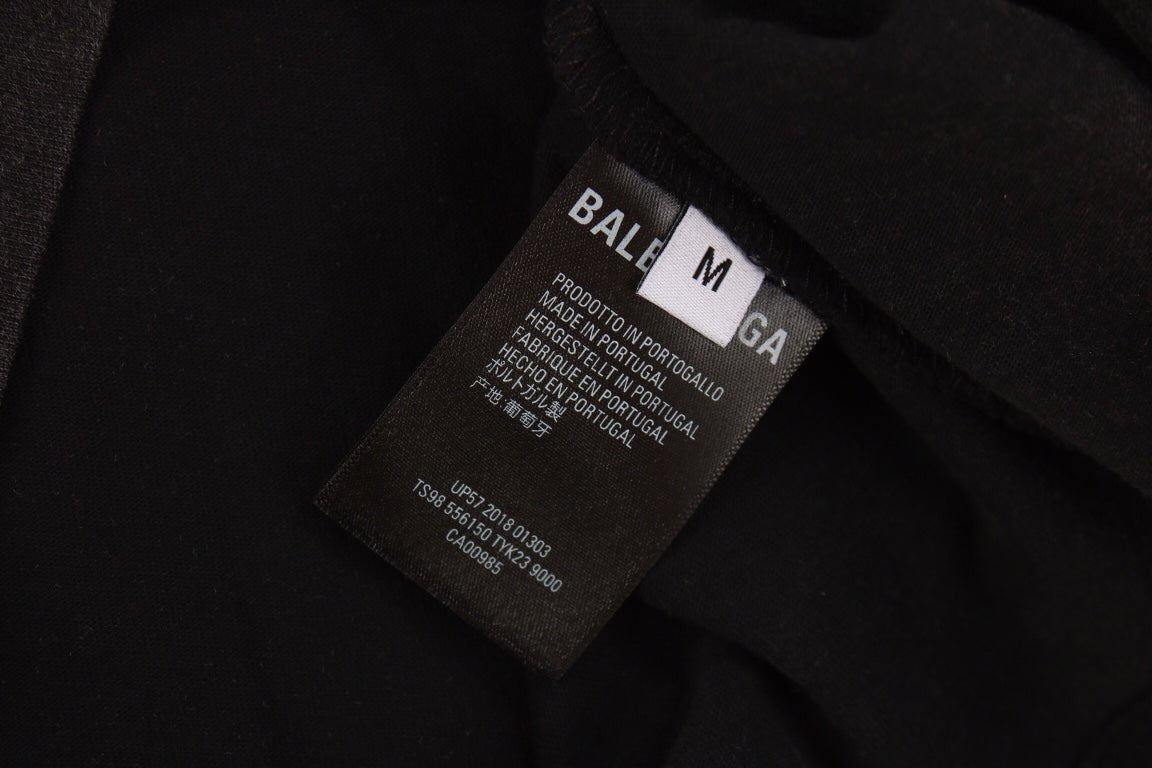 BALE GA
M
PRODOTTO IN PORTOGALLO
MADE IN PORTUGAL
HERGESTELLT IN PORTUGAL
FABRIQUE EN PORTUGAL
HECHO EN PORTUGAL
ポルトガル製
产地:葡萄牙
UP57 2018 01303
TS98 556150 TYK23 9000
CA00985